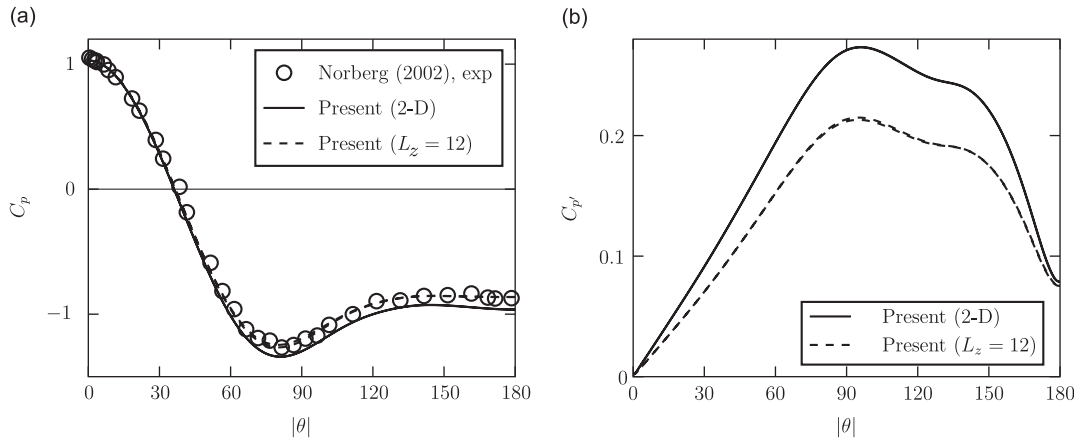 (a)
1
0
−1
C_p
Norberg (2002), exp
Present (2-D)
Present (L_z = 12)
0 30 60 90 120 150 180
|θ|
(b)
0.2
0.1
0
C_p′
Present (2-D)
Present (L_z = 12)
0 30 60 90 120 150 180
|θ|